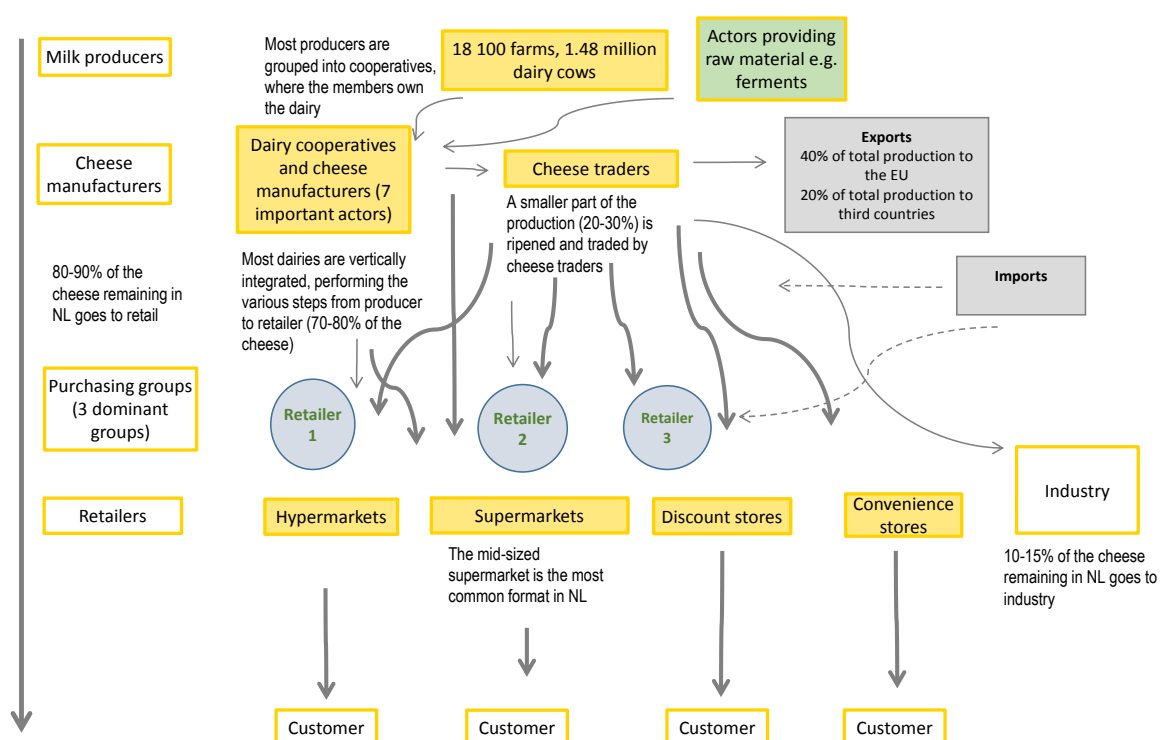 Milk producers
Most producers are
grouped into cooperatives,
where the members own
the dairy
18 100 farms, 1.48 million
dairy cows
Actors providing
raw material e.g.
ferments
Cheese
manufacturers
Dairy cooperatives
and cheese
manufacturers (7
important actors)
Cheese traders
Exports
40% of total production to
the EU
20% of total production to
third countries
A smaller part of the
production (20-30%) is
ripened and traded by
cheese traders
80-90% of the
cheese remaining in
NL goes to retail
Most dairies are vertically
integrated, performing the
various steps from producer
to retailer (70-80% of the
cheese)
Imports
Purchasing groups
(3 dominant
groups)
Retailer
1
Retailer
2
Retailer
3
Retailers
Hypermarkets
Supermarkets
Discount stores
Convenience
stores
Industry
The mid-sized
supermarket is the most
common format in NL
10-15% of the cheese
remaining in NL goes to
industry
Customer
Customer
Customer
Customer